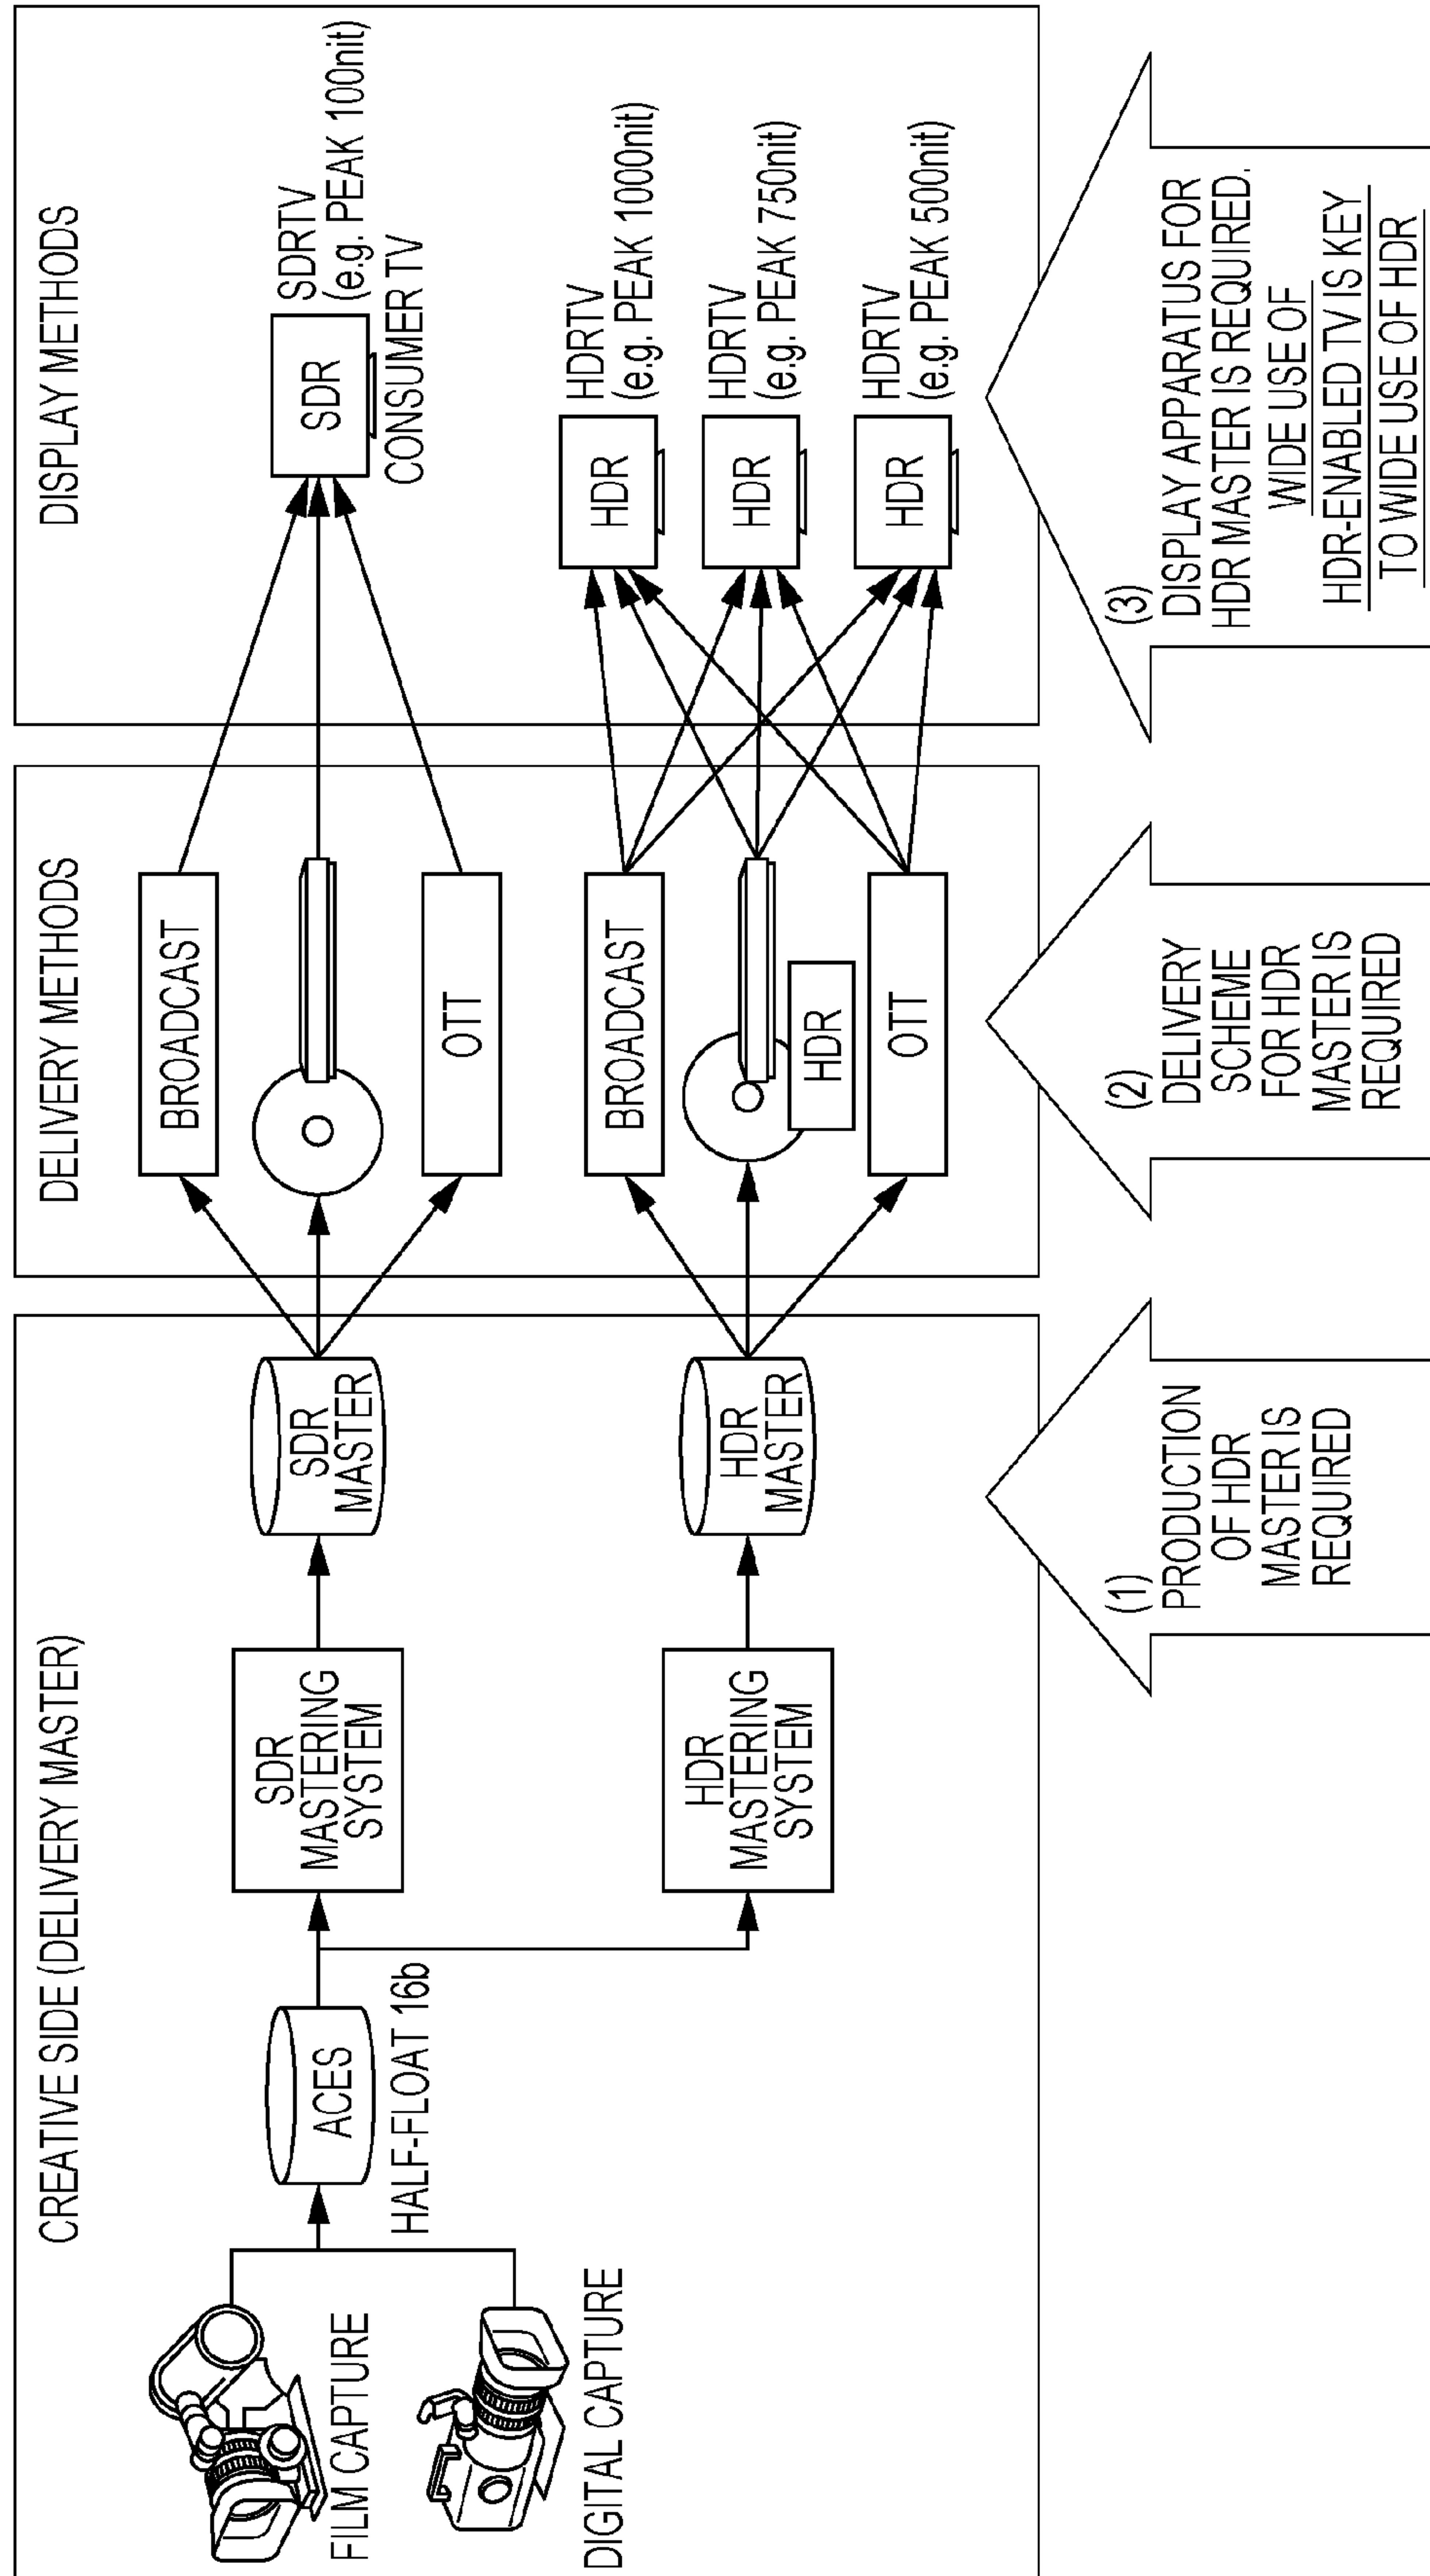 CREATIVE SIDE (DELIVERY MASTER)
FILM CAPTURE
DIGITAL CAPTURE
ACES
HALF-FLOAT 16b
SDR
MASTERING
SYSTEM
SDR
MASTER
HDR
MASTERING
SYSTEM
HDR
MASTER
DELIVERY METHODS
BROADCAST
OTT
BROADCAST
HDR
OTT
DISPLAY METHODS
SDR
SDRTV
(e.g. PEAK 100nit)
CONSUMER TV
HDR
HDRTV
(e.g. PEAK 1000nit)
HDR
HDRTV
(e.g. PEAK 750nit)
HDR
HDRTV
(e.g. PEAK 500nit)
(1)
PRODUCTION
OF HDR
MASTER IS
REQUIRED
(2)
DELIVERY
SCHEME
FOR HDR
MASTER IS
REQUIRED
(3)
DISPLAY APPARATUS FOR
HDR MASTER IS REQUIRED.
WIDE USE OF
HDR-ENABLED TV IS KEY
TO WIDE USE OF HDR